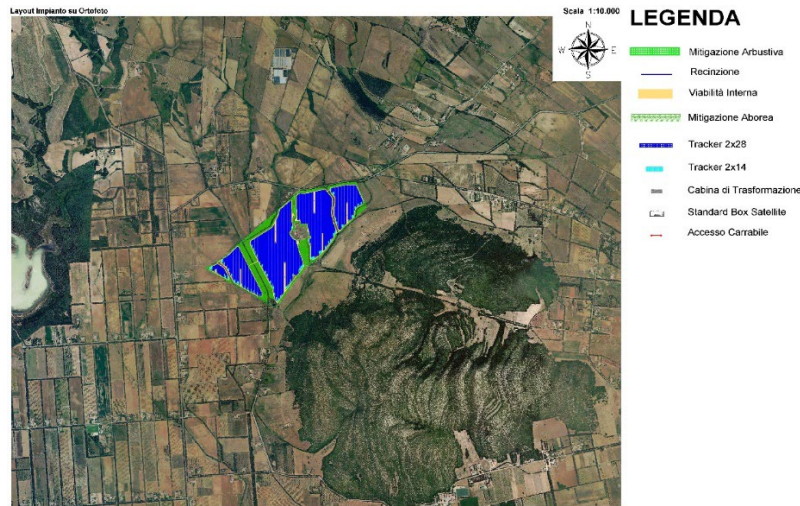 Layout Impianto su Ortofoto
Scala 1:10.000
N
W E
S
LEGENDA
Mitigazione Arbustiva
Recinzione
Viabilità Interna
Mitigazione Aborea
Tracker 2x28
Tracker 2x14
Cabina di Trasformazione
Standard Box Satellite
Accesso Carrabile